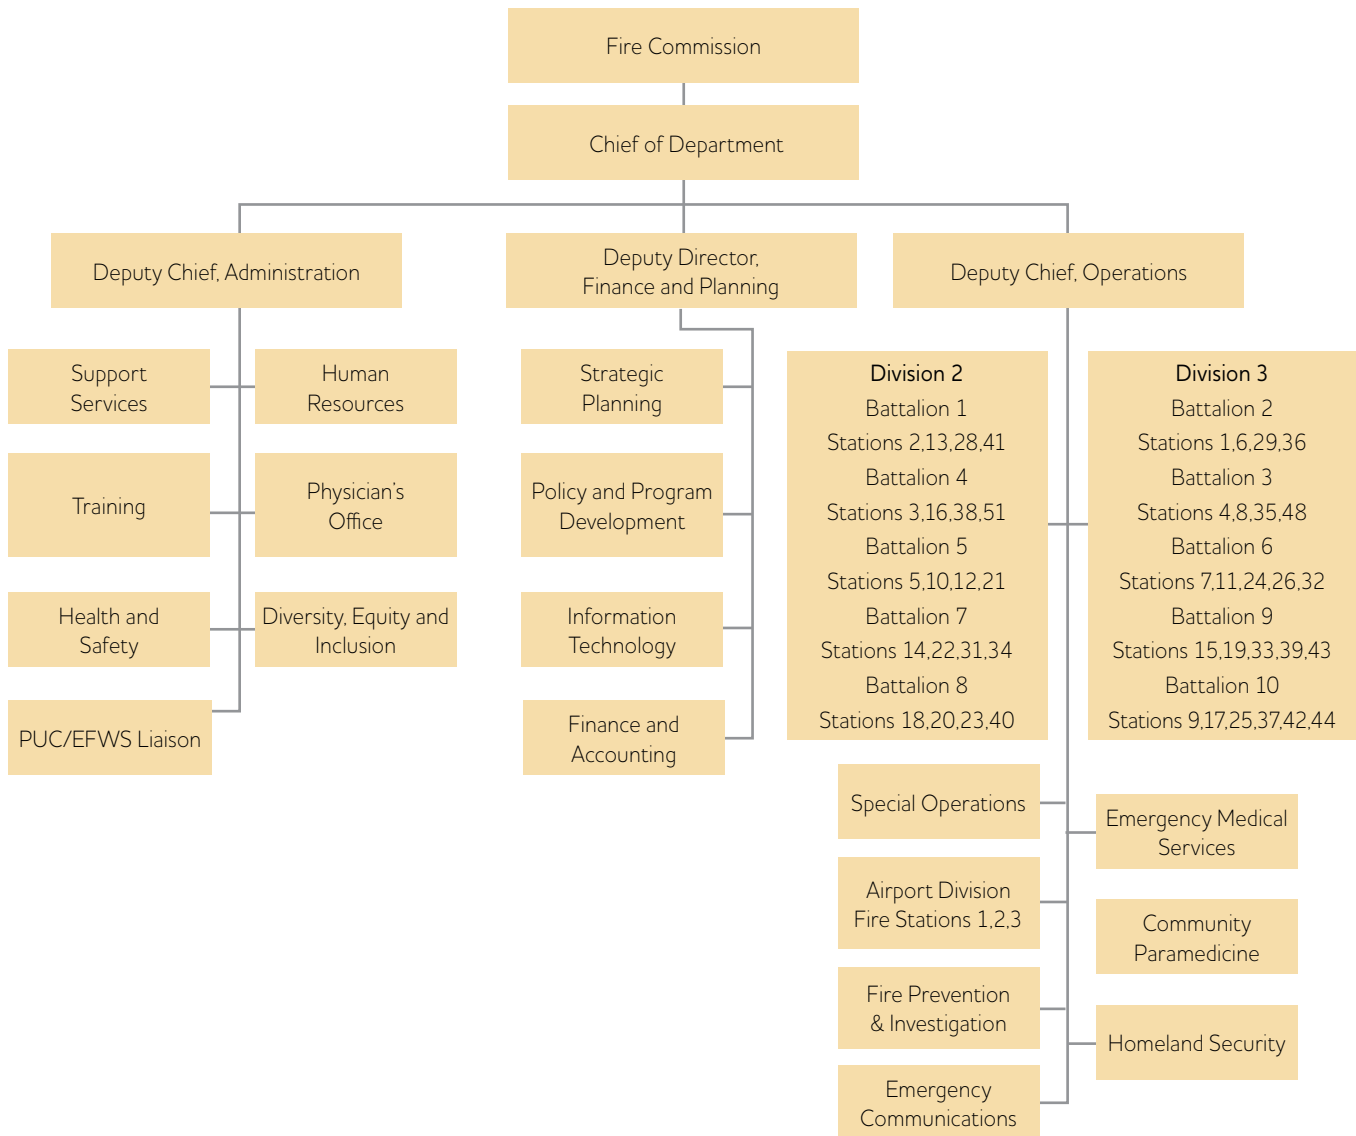 Fire Commission
Chief of Department
Deputy Chief, Administration
Deputy Director,
Finance and Planning
Deputy Chief, Operations
Support
Services
Human
Resources
Training
Physician's
Office
Health and
Safety
Diversity, Equity and
Inclusion
PUC/EFWS Liaison
Strategic
Planning
Policy and Program
Development
Information
Technology
Finance and
Accounting
Division 2
Battalion 1
Stations 2,13,28,41
Battalion 4
Stations 3,16,38,51
Battalion 5
Stations 5,10,12,21
Battalion 7
Stations 14,22,31,34
Battalion 8
Stations 18,20,23,40
Division 3
Battalion 2
Stations 1,6,29,36
Battalion 3
Stations 4,8,35,48
Battalion 6
Stations 7,11,24,26,32
Battalion 9
Stations 15,19,33,39,43
Battalion 10
Stations 9,17,25,37,42,44
Special Operations
Emergency Medical
Services
Airport Division
Fire Stations 1,2,3
Community
Paramedicine
Fire Prevention
& Investigation
Homeland Security
Emergency
Communications